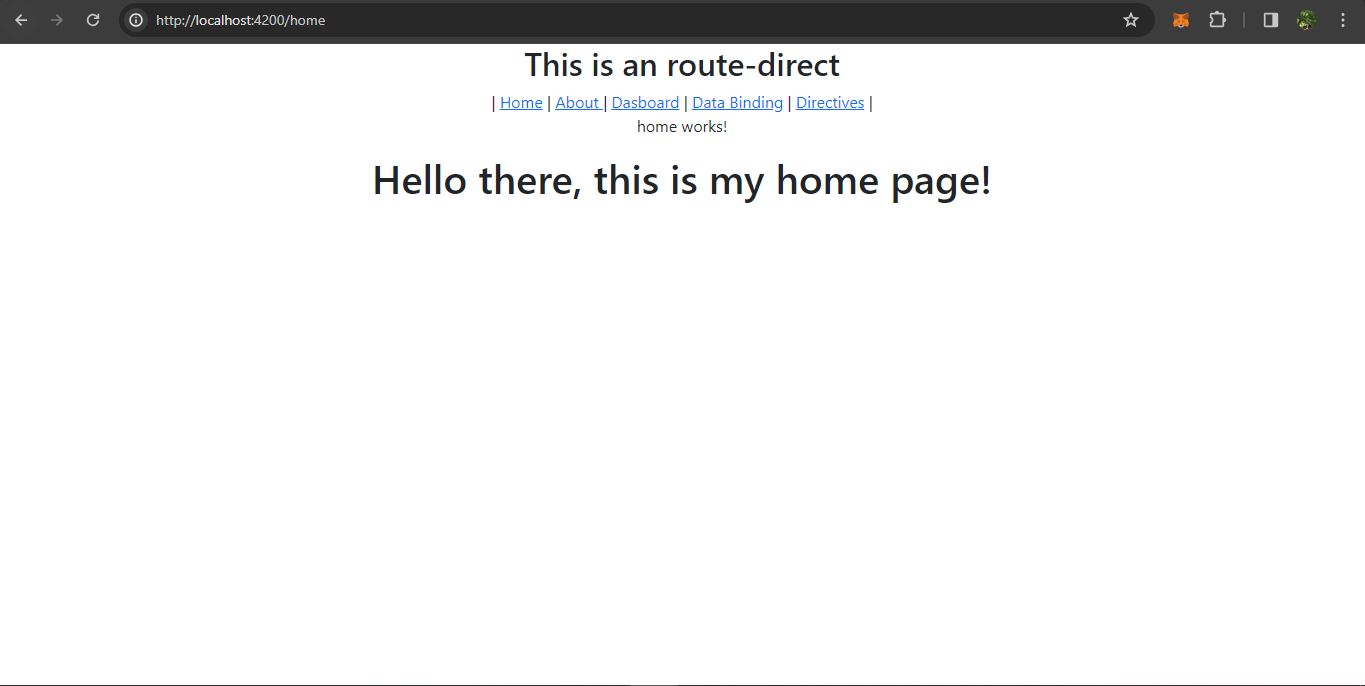 http://localhost:4200/home
This is an route-direct
| Home | About | Dasboard | Data Binding | Directives |
home works!
Hello there, this is my home page!